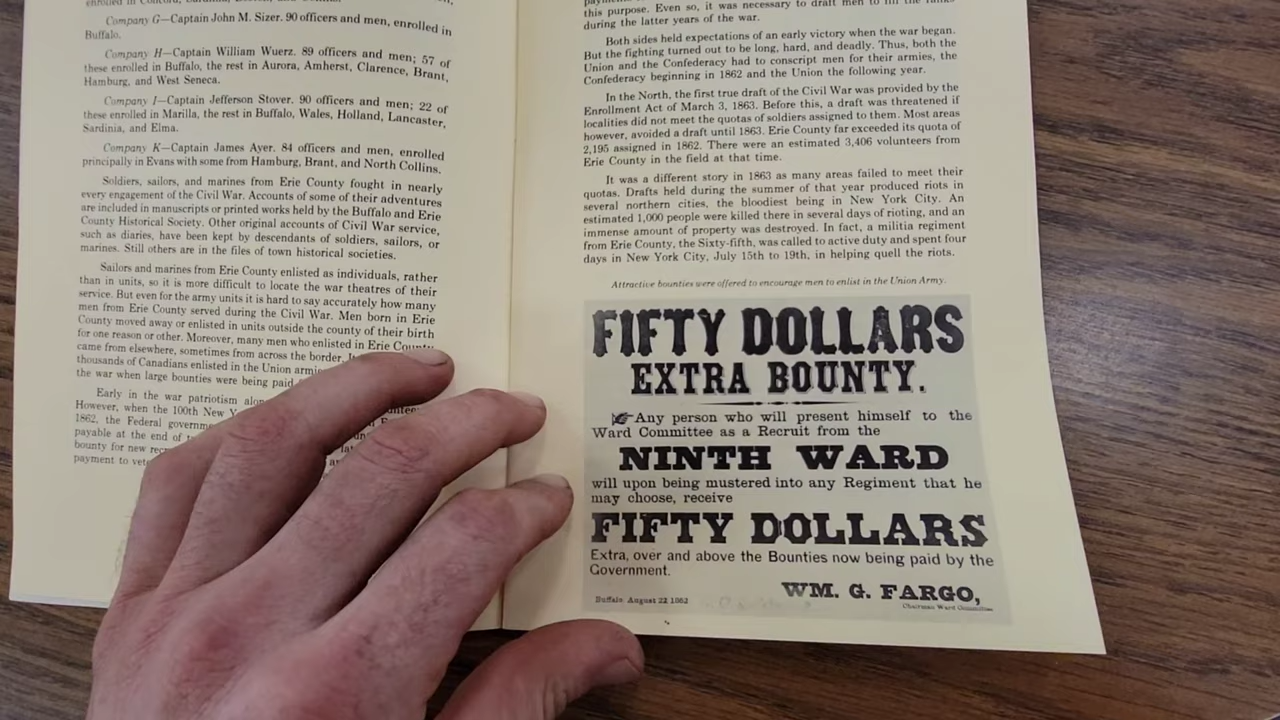 enrolled in Concord, Sardinia,
Company G—Captain John M. Sizer. 90 officers and men, enrolled in
Buffalo.
Company H—Captain William Wuerz. 89 officers and men; 57 of
these enrolled in Buffalo, the rest in Aurora, Amherst, Clarence, Brant,
Hamburg, and West Seneca.
Company I—Captain Jefferson Stover. 90 officers and men; 22 of
these enrolled in Marilla, the rest in Buffalo, Wales, Holland, Lancaster,
Sardinia, and Elma.
Company K—Captain James Ayer. 84 officers and men, enrolled
principally in Evans with some from Hamburg, Brant, and North Collins.
Soldiers, sailors, and marines from Erie County fought in nearly
every engagement of the Civil War. Accounts of some of their adventures
are included in manuscripts or printed works held by the Buffalo and Erie
County Historical Society. Other original accounts of Civil War service,
such as diaries, have been kept by descendants of soldiers, sailors, or
marines. Still others are in the files of town historical societies.
Sailors and marines from Erie County enlisted as individuals, rather
than in units, so it is more difficult to locate the war theatres of their
service. But even for the army units it is hard to say accurately how many
men from Erie County served during the Civil War. Men born in Erie
County moved away or enlisted in units outside the county of their birth
for one reason or other. Moreover, many men who enlisted in Erie County
came from elsewhere, sometimes from across the border.
thousands of Canadians enlisted in the Union
the war when large bounties were being paid
Early in the war patriotism
However, when the 100th New
1862, the Federal
payable at the end of
bounty for new
payment to
this purpose. Even so, it was necessary to draft men to fill the
during the latter years of the war.
Both sides held expectations of an early victory when the war began.
But the fighting turned out to be long, hard, and deadly. Thus, both the
Union and the Confederacy had to conscript men for their armies, the
Confederacy beginning in 1862 and the Union the following year.
In the North, the first true draft of the Civil War was provided by the
Enrollment Act of March 3, 1863. Before this, a draft was threatened if
localities did not meet the quotas of soldiers assigned to them. Most areas
however, avoided a draft until 1863. Erie County far exceeded its quota of
2,195 assigned in 1862. There were an estimated 3,406 volunteers from
Erie County in the field at that time.
It was a different story in 1863 as many areas failed to meet their
quotas. Drafts held during the summer of that year produced riots in
several northern cities, the bloodiest being in New York City. An
estimated 1,000 people were killed there in several days of rioting, and an
immense amount of property was destroyed. In fact, a militia regiment
from Erie County, the Sixty-fifth, was called to active duty and spent four
days in New York City, July 15th to 19th, in helping quell the riots.
Attractive bounties were offered to encourage men to enlist in the Union Army.
FIFTY DOLLARS
EXTRA BOUNTY.
Any person who will present himself to the
Ward Committee as a Recruit from the
NINTH WARD
will upon being mustered into any Regiment that he
may choose, receive
FIFTY DOLLARS
Extra, over and above the Bounties now being paid by the
Government.
WM. G. FARGO,
Buffalo August 22 1862
Chairman Ward Committee